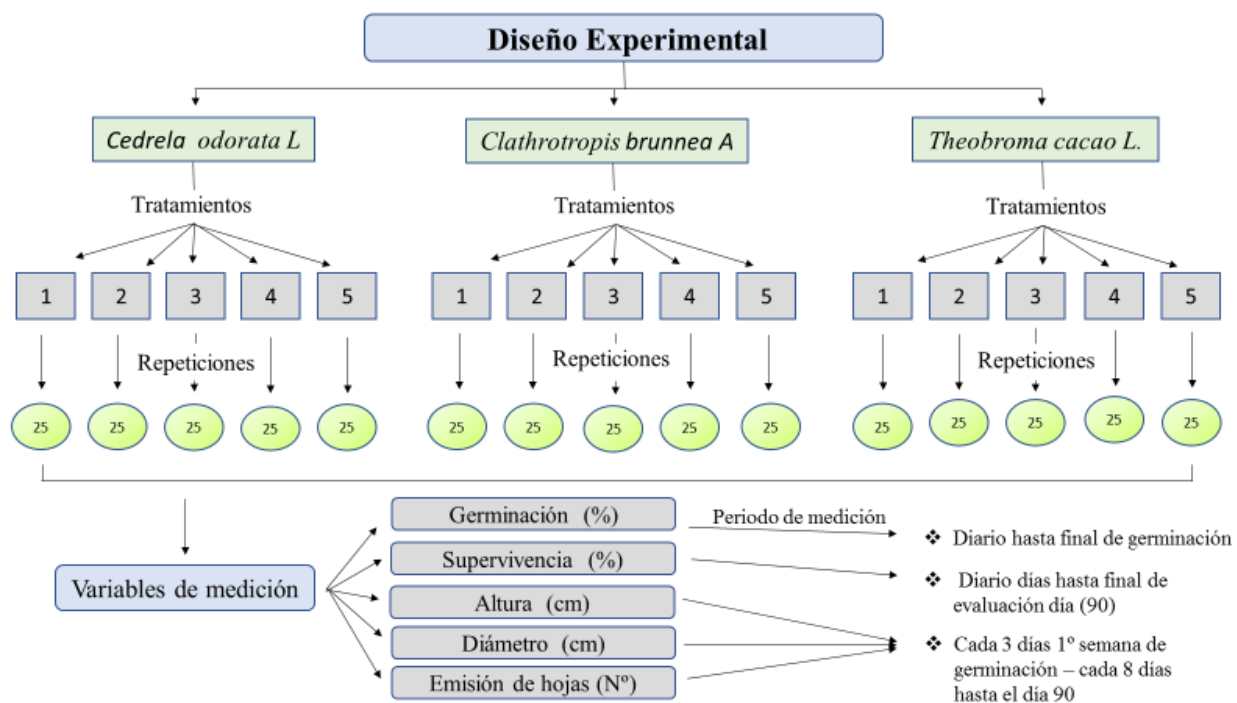 Diseño Experimental
Cedrela odorata L
Clathrotropis brunnea A
Theobroma cacao L.
Tratamientos
Tratamientos
Tratamientos
1 2 3 4 5
1 2 3 4 5
1 2 3 4 5
Repeticiones
Repeticiones
Repeticiones
25 25 25 25 25
25 25 25 25 25
25 25 25 25 25
Variables de medición
Germinación (%)
Supervivencia (%)
Altura (cm)
Diámetro (cm)
Emisión de hojas (Nº)
Periodo de medición
❖ Diario hasta final de germinación
❖ Diario días hasta final de
evaluación día (90)
❖ Cada 3 días 1º semana de
germinación – cada 8 días
hasta el día 90